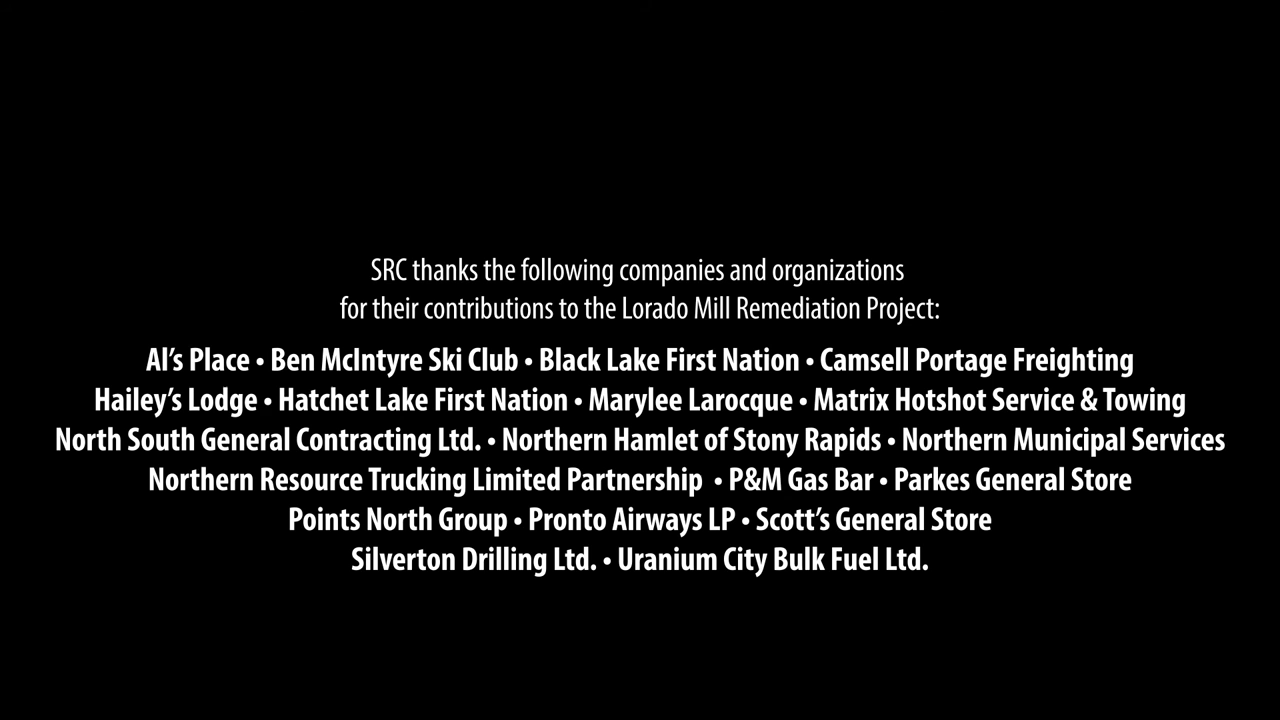 SRC thanks the following companies and organizations
for their contributions to the Lorado Mill Remediation Project:
Al’s Place • Ben McIntyre Ski Club • Black Lake First Nation • Camsell Portage Freighting
Hailey’s Lodge • Hatchet Lake First Nation • Marylee Larocque • Matrix Hotshot Service & Towing
North South General Contracting Ltd. • Northern Hamlet of Stony Rapids • Northern Municipal Services
Northern Resource Trucking Limited Partnership • P&M Gas Bar • Parkes General Store
Points North Group • Pronto Airways LP • Scott’s General Store
Silverton Drilling Ltd. • Uranium City Bulk Fuel Ltd.